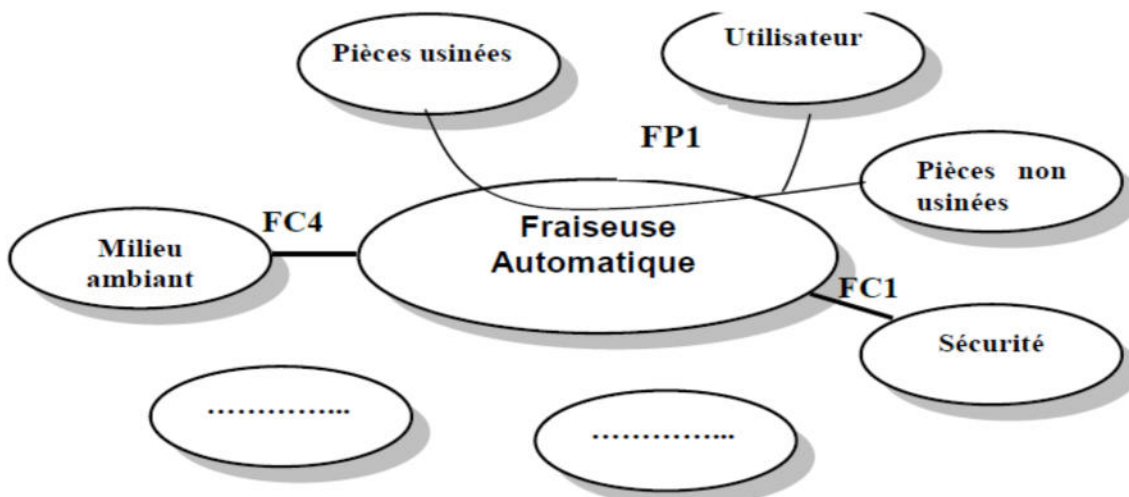 Pièces usinées
Utilisateur
FP1
Pièces non
usinées
FC4
Fraiseuse
Automatique
Milieu
ambiant
FC1
Sécurité
…………...
…………...